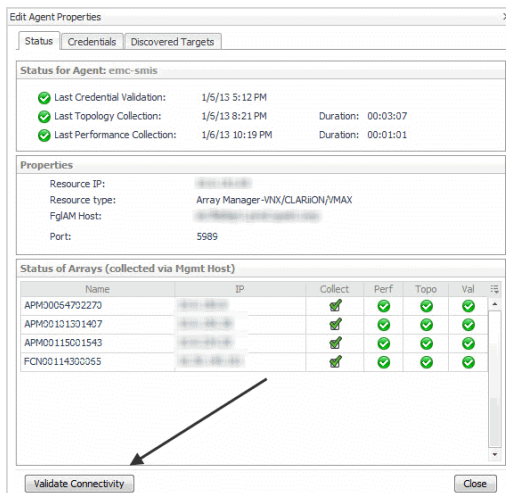 Edit Agent Properties
Status Credentials Discovered Targets
Status for Agent: emc-smis
Last Credential Validation: 1/5/13 5:12 PM
Last Topology Collection: 1/5/13 8:21 PM Duration: 00:03:07
Last Performance Collection: 1/6/13 10:19 PM Duration: 00:01:01
Properties
Resource IP:
Resource type: Array Manager-VNX/CLARiiON/VMAX
FglAM Host:
Port: 5989
Status of Arrays (collected via Mgmt Host)
Name IP Collect Perf Topo Val
APM00064702270
APM00101301407
APM00115001543
FCN00114300065
Validate Connectivity Close